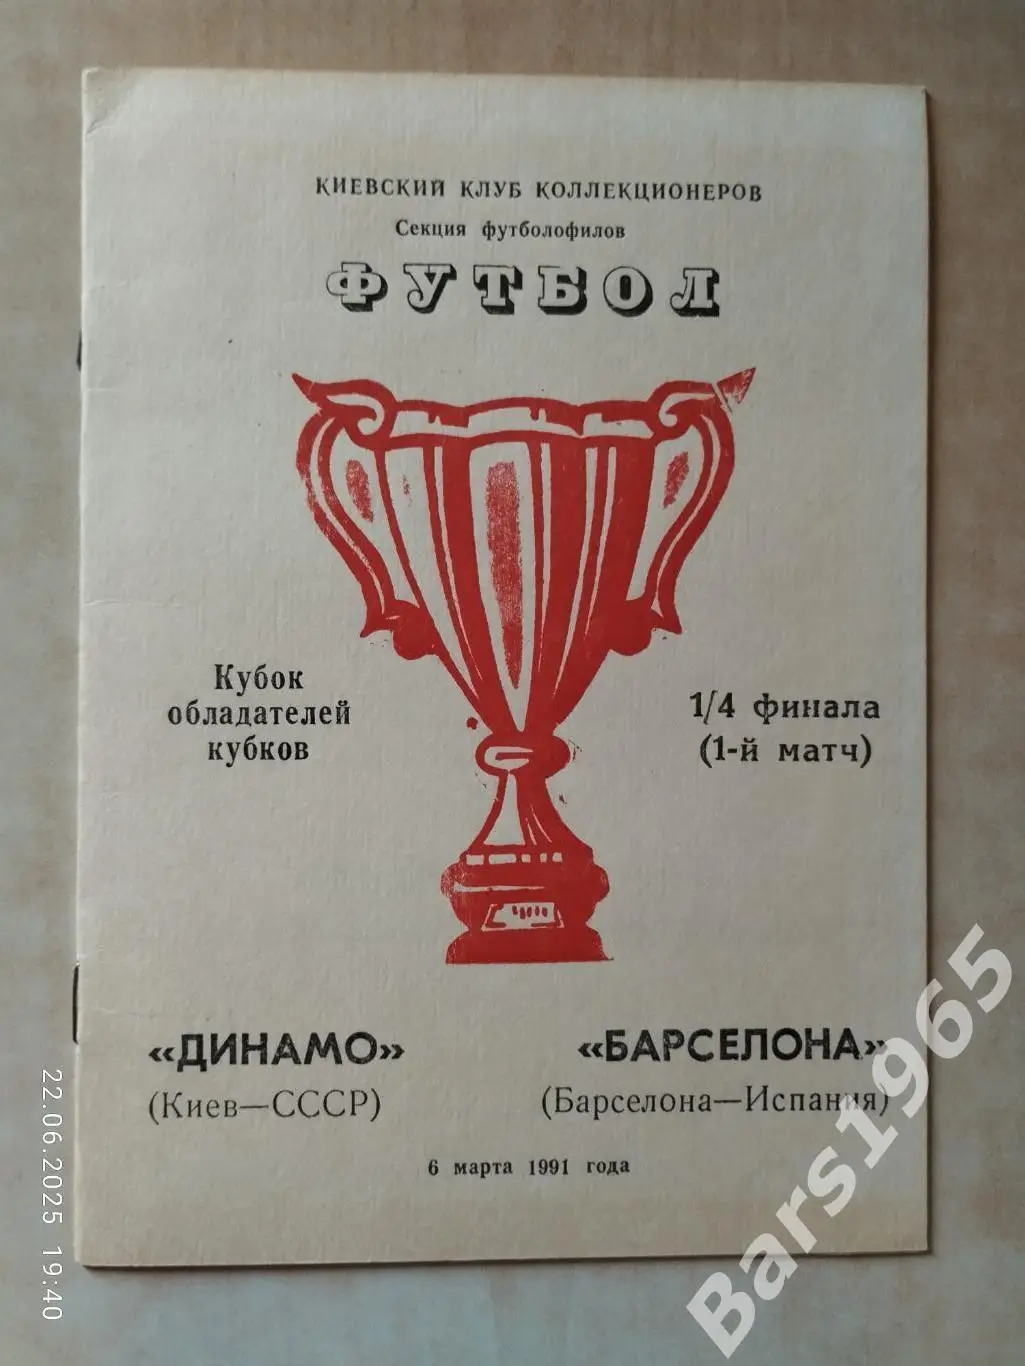 КИЕВСКИЙ КЛУБ КОЛЛЕКЦИОНЕРОВ
Секция футболофилов
ФУТБОЛ
Кубок
обладателей
кубков
1/4 финала
(1-й матч)
«ДИНАМО»
(Киев—СССР)
«БАРСЕЛОНА»
(Барселона—Испания)
6 марта 1991 года
22.06.2025 19:40
Bars1965